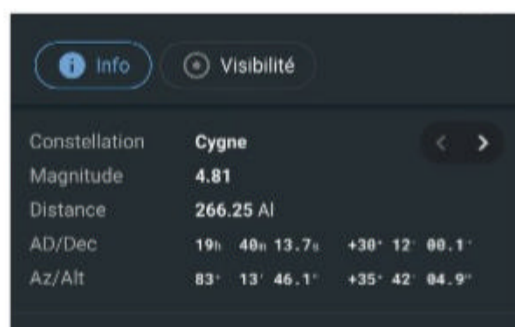 Info Visibilité
Constellation Cygne
Magnitude 4.81
Distance 266.25 Al
AD/Dec 19h 40m 13.7s +30° 12' 00.1"
Az/Alt 83° 13' 46.1" +35° 42' 04.9"